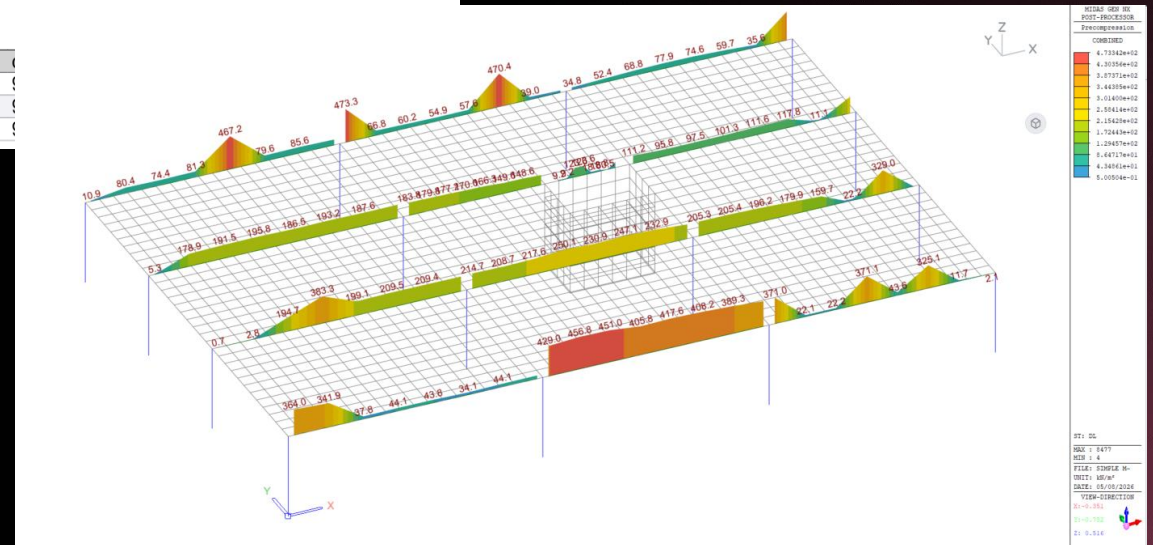 MIDAS GEN NX
POST-PROCESSOR
Precompression
COMBINED
4.73342e+02
4.30356e+02
3.87371e+02
3.44385e+02
3.01400e+02
2.58414e+02
2.15428e+02
1.72443e+02
1.29457e+02
8.64717e+01
4.34861e+01
5.00504e-01
ST: DL
MAX : 8477
MIN : 4
FILE: SIMPLE M~
UNIT: kN/m²
DATE: 05/08/2026
VIEW-DIRECTION
X:-0.351
Z: 0.516
Z
Y
X
10.9 80.4 74.4 81.3 467.2 79.6 85.6
473.3 66.8 60.2 54.9 57.6 470.4 39.0
34.8 52.4 68.8 77.9 74.6 59.7 35.6
5.3 178.9 191.5 195.8 186.5 193.2 187.6
111.2 95.8 97.5 101.3 111.6 117.8 11.1
0.7 2.8 194.7 383.3 199.1 209.5 209.4
214.7 208.7 217.6 250.1 230.9 247.1 232.9
205.3 205.4 196.2 179.9 159.7 22.2 329.0
364.0 341.9 37.8 44.1 43.8 34.1 44.1
429.0 456.8 451.0 405.8 417.6 408.2 389.3
371.0 22.1 22.2 371.1 43.6 325.1 11.7 2.1
Y
X